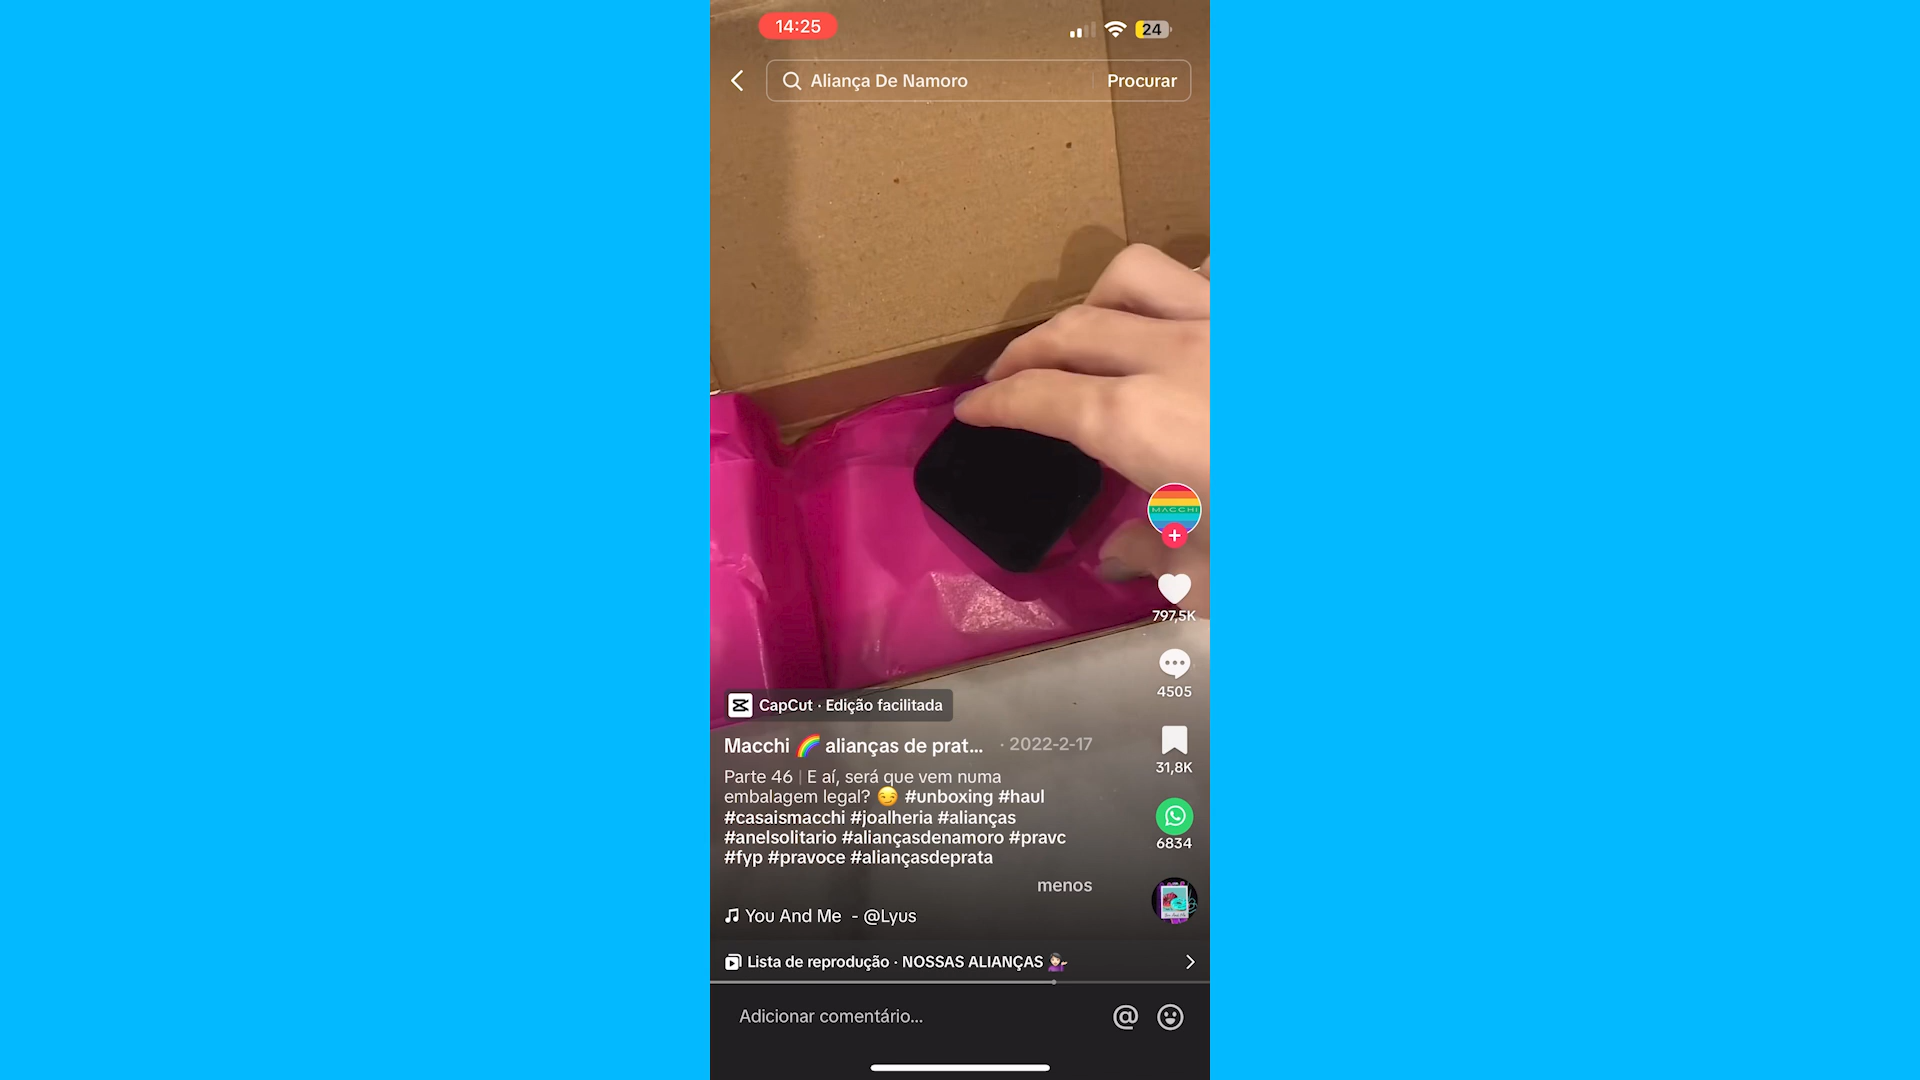 14:25
24
Aliança De Namoro
Procurar
MACCHI
797,5K
4505
31,8K
6834
CapCut · Edição facilitada
Macchi 🌈 alianças de prat... · 2022-2-17
Parte 46 | E aí, será que vem numa
embalagem legal? 😏 #unboxing #haul
#casaismacchi #joalheria #alianças
#anelsolitario #aliançasdenamoro #pravc
#fyp #pravoce #aliançasdeprata
menos
You And Me - @Lyus
Lista de reprodução · NOSSAS ALIANÇAS 💁🏻‍♀️
Adicionar comentário...
@